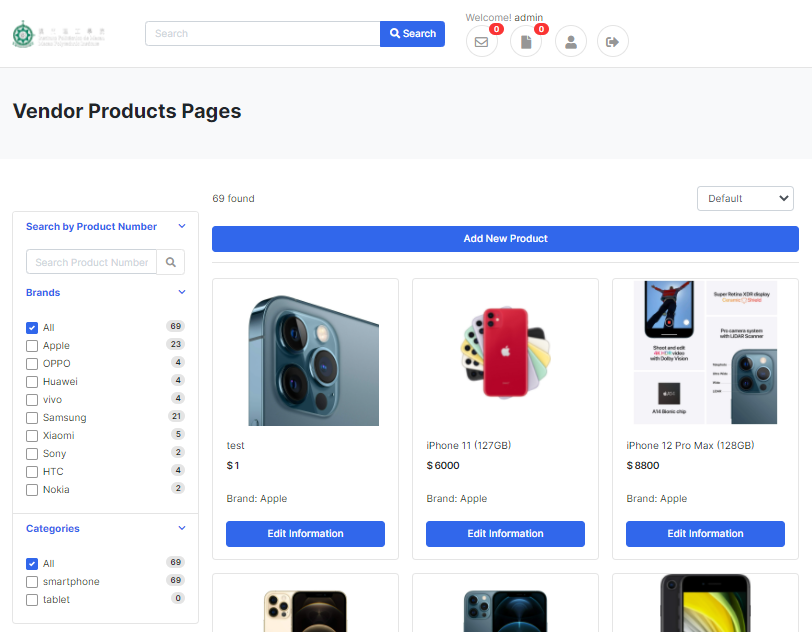 Welcome! admin
Search
Search
0
0
Vendor Products Pages
69 found
Default
Search by Product Number
Search Product Number
Add New Product
Brands
All 69
Apple 23
OPPO 4
Huawei 4
vivo 4
Samsung 21
Xiaomi 5
Sony 2
HTC 4
Nokia 2
Categories
All 69
smartphone 69
tablet 0
test
$ 1
Brand: Apple
Edit Information
iPhone 11 (127GB)
$ 6000
Brand: Apple
Edit Information
Super Retina XDR display
Ceramic Shield
Shoot and edit
4K HDR video
with Dolby Vision
Pro camera system
with LiDAR Scanner
A14 Bionic chip
iPhone 12 Pro Max (128GB)
$ 8800
Brand: Apple
Edit Information